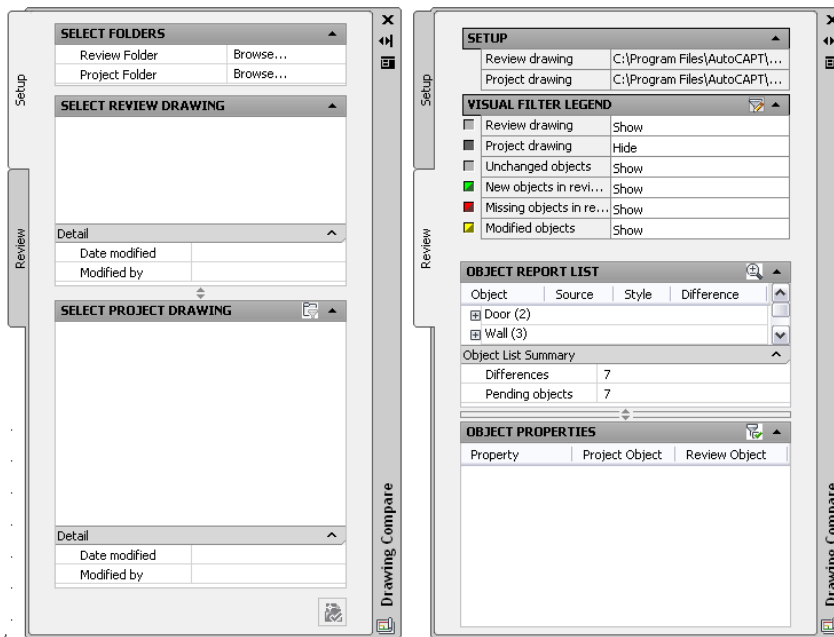 SELECT FOLDERS
Review Folder Browse...
Project Folder Browse...
Setup
SELECT REVIEW DRAWING
Detail
Date modified
Modified by
Review
SELECT PROJECT DRAWING
Detail
Date modified
Modified by
Drawing Compare
SETUP
Review drawing C:\Program Files\AutoCAPT\...
Project drawing C:\Program Files\AutoCAPT\...
Setup
VISUAL FILTER LEGEND
Review drawing Show
Project drawing Hide
Unchanged objects Show
New objects in revi... Show
Missing objects in re... Show
Modified objects Show
Review
OBJECT REPORT LIST
Object Source Style Difference
Door (2)
Wall (3)
Object List Summary
Differences 7
Pending objects 7
OBJECT PROPERTIES
Property Project Object Review Object
Drawing Compare